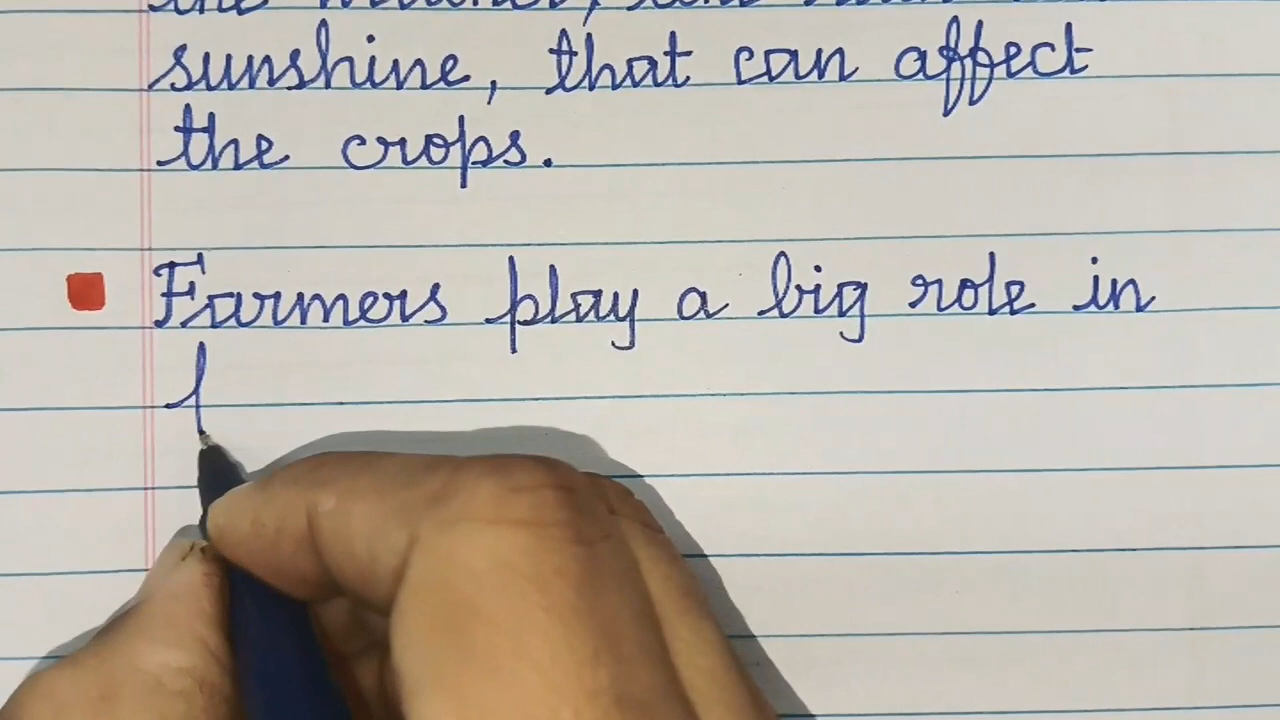 sunshine, that can affect
the crops.
Farmers play a big role in